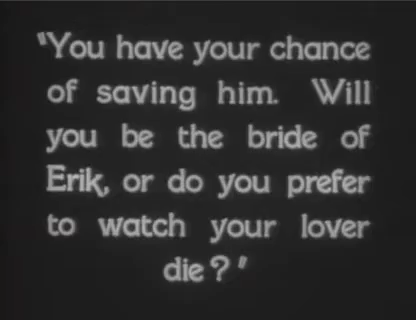 "You have your chance
of saving him. Will
you be the bride of
Erik, or do you prefer
to watch your lover
die?"